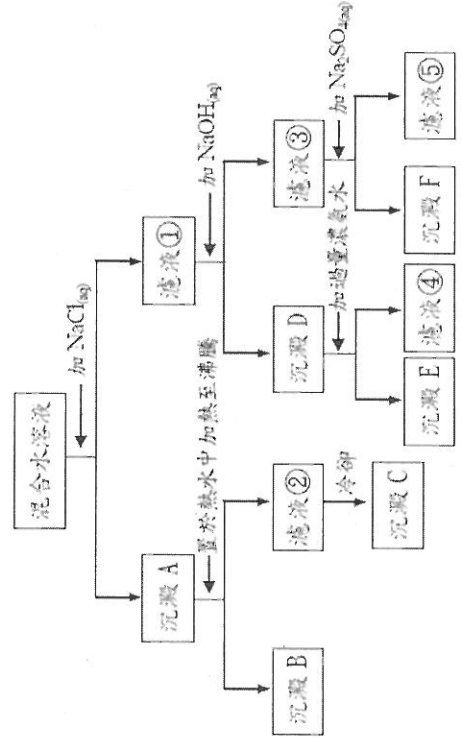 混合水溶液
加 NaCl(aq)
沉澱 A
濾液①
置於熱水中加熱至沸騰
加 NaOH(aq)
沉澱 B
濾液②
沉澱 D
濾液③
冷卻
加過量濃氨水
加 Na₂SO₄(aq)
沉澱 C
沉澱 E
濾液④
沉澱 F
濾液⑤